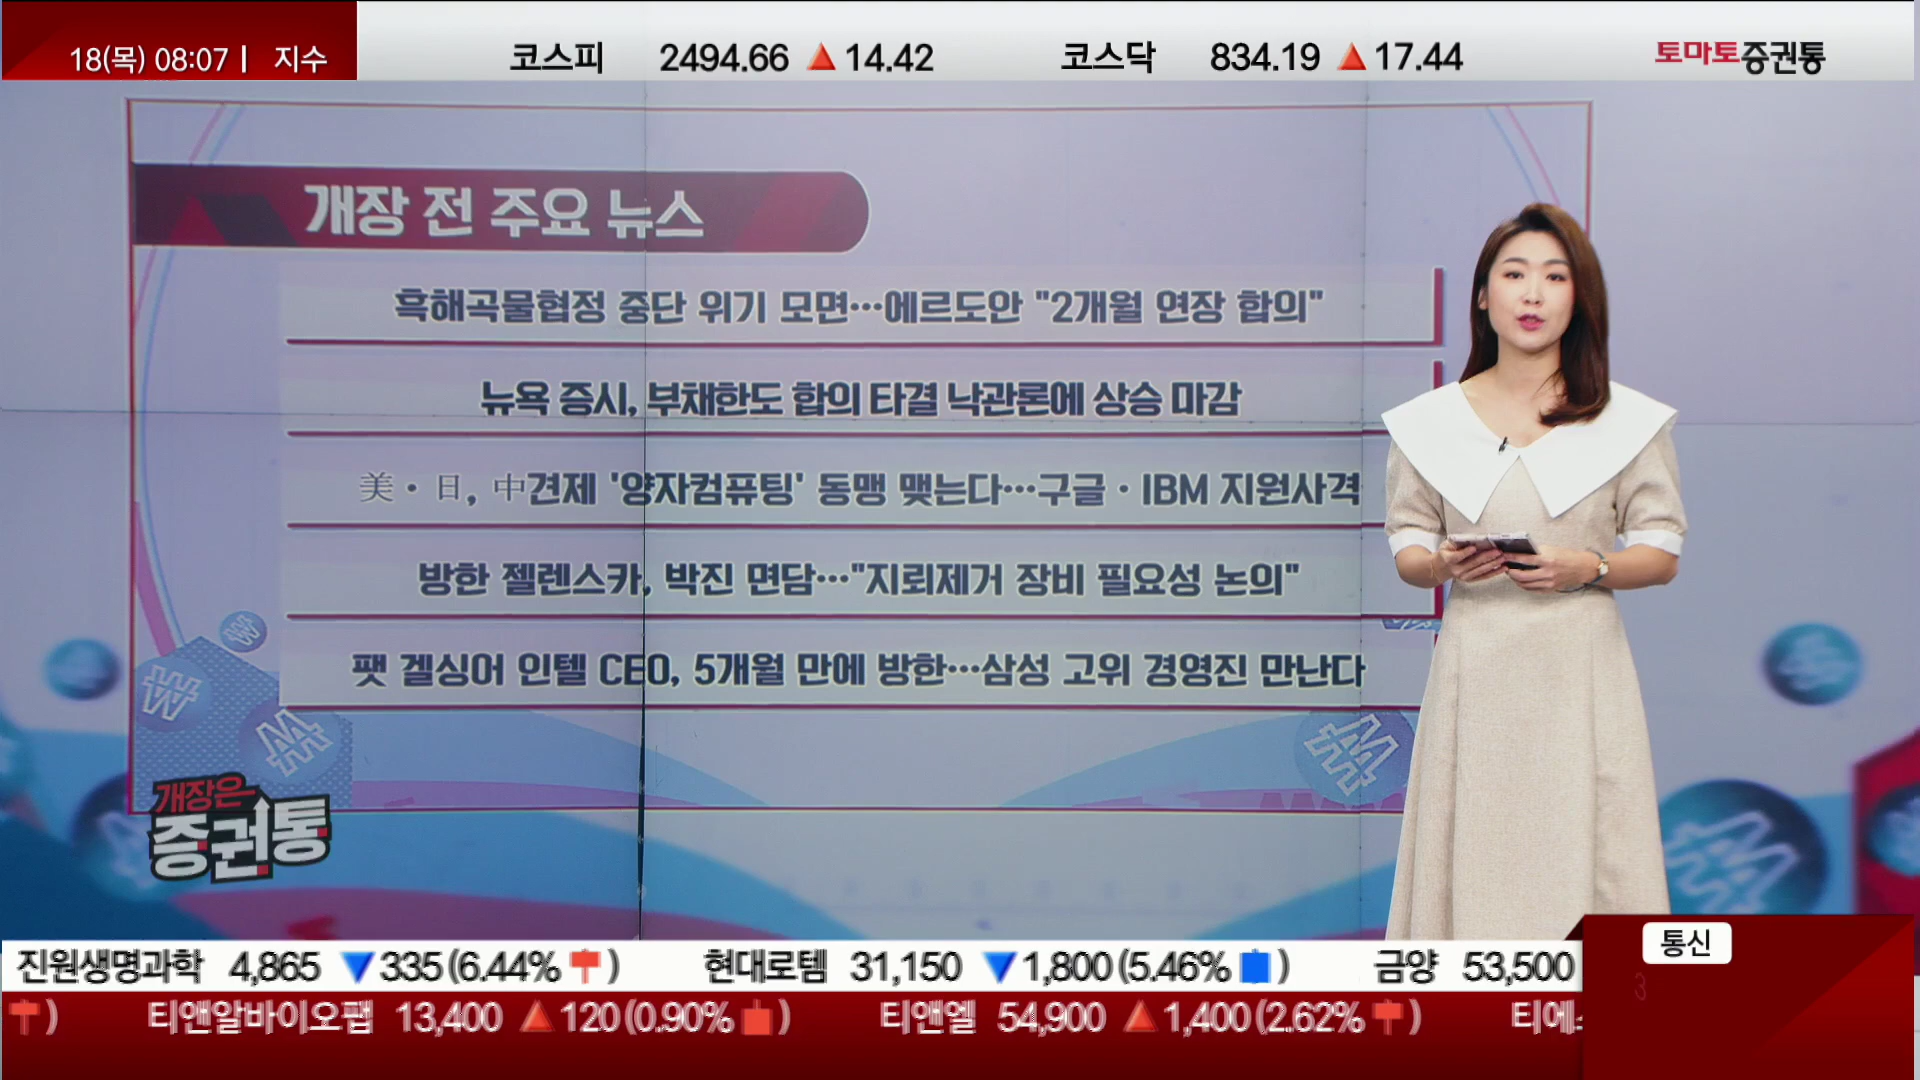 18(목) 08:07 | 지수 코스피 2494.66 ▲ 14.42 코스닥 834.19 ▲ 17.44 토마토증권통
개장 전 주요 뉴스
흑해곡물협정 중단 위기 모면…에르도안 "2개월 연장 합의"
뉴욕 증시, 부채한도 합의 타결 낙관론에 상승 마감
美·日, 中견제 '양자컴퓨팅' 동맹 맺는다…구글·IBM 지원사격
방한 젤렌스카, 박진 면담…"지뢰제거 장비 필요성 논의"
팻 겔싱어 인텔 CEO, 5개월 만에 방한…삼성 고위 경영진 만난다
개장은
증권통
통신
진원생명과학 4,865 ▼335 (6.44% ) 현대로템 31,150 ▼1,800 (5.46% ) 금양 53,500
) 티앤알바이오팹 13,400 ▲120 (0.90% ) 티앤엘 54,900 ▲1,400 (2.62% )